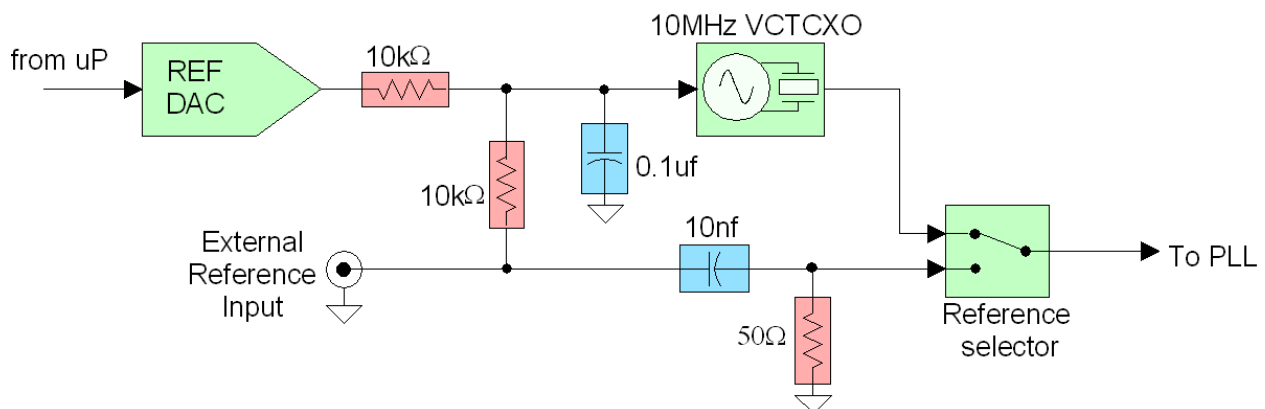 10MHz VCTCXO
from uP
REF
DAC
10kΩ
10kΩ
0.1uf
External
Reference
Input
10nf
50Ω
To PLL
Reference
selector